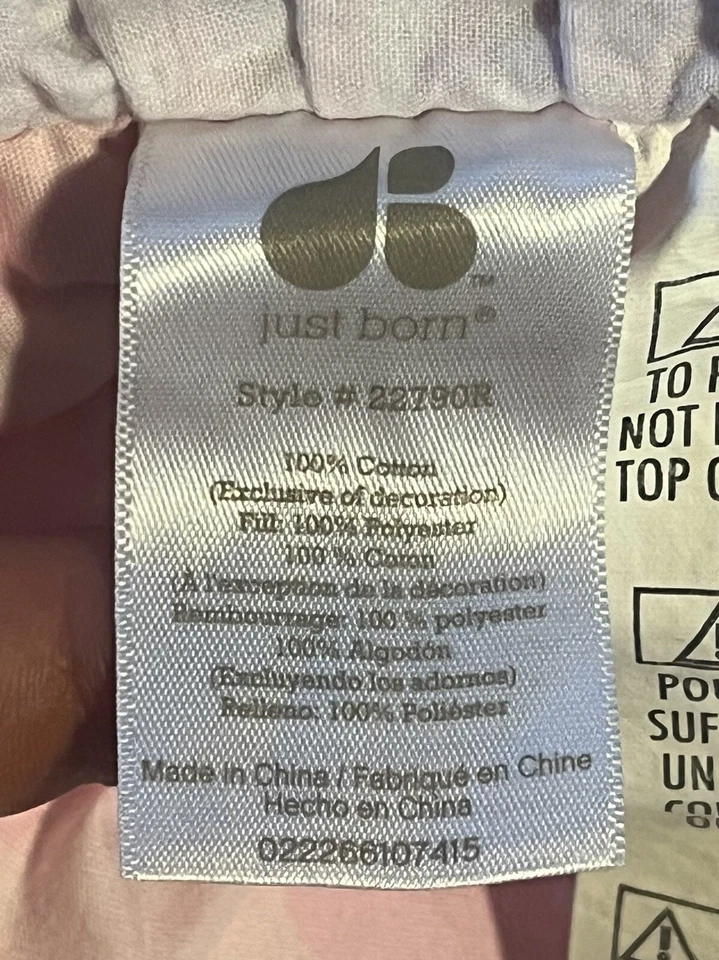 ™
just born®
Style # 22790R
100% Cotton
(Exclusive of decoration)
Fill: 100% Polyester
100 % Coton
(À l'exception de la décoration)
Rembourrage: 100 % polyester
100% Algodón
(Excluyendo los adornos)
Relleno: 100% Poliéster
Made in China / Fabriqué en Chine
Hecho en China
022266107415
TO
NOT
TOP
!
POU
SUF
UN
!